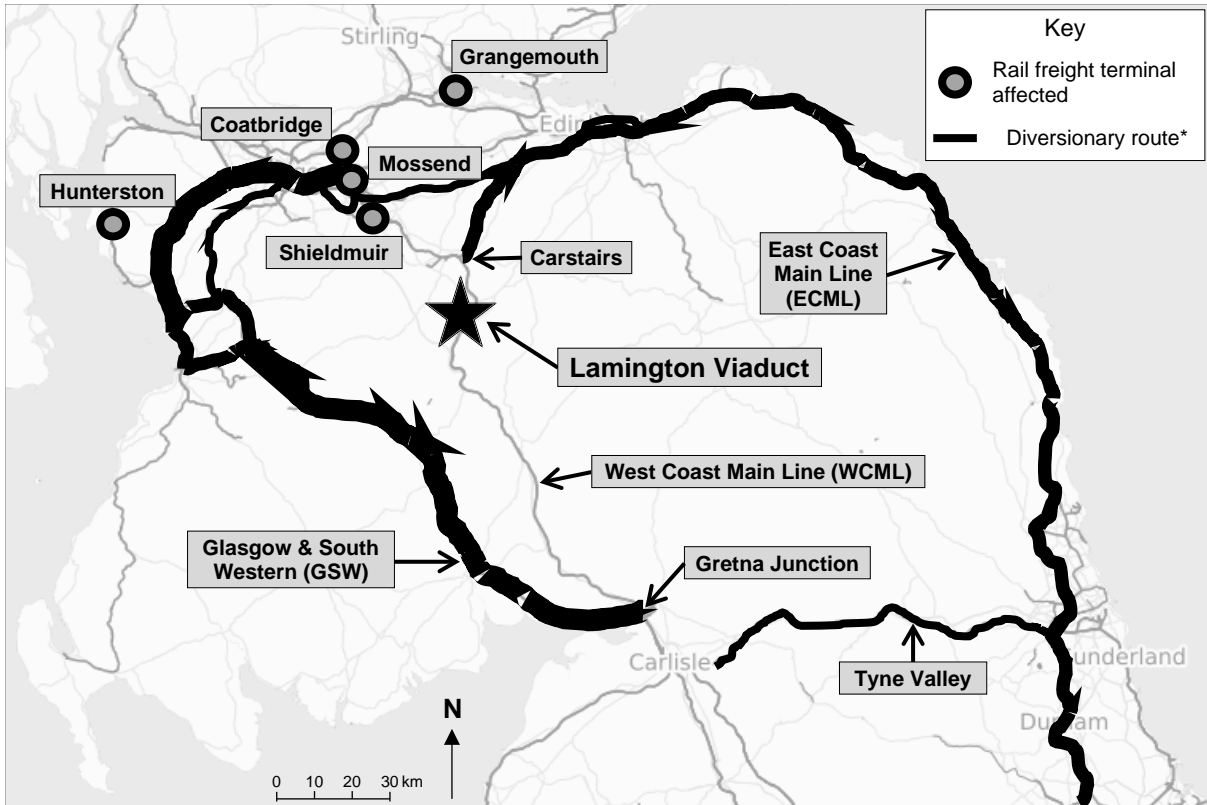 Stirling
Grangemouth
Key
Rail freight terminal
affected
Diversionary route*
Coatbridge
Mossend
Hunterston
Shieldmuir
Carstairs
East Coast
Main Line
(ECML)
Lamington Viaduct
West Coast Main Line (WCML)
Glasgow & South
Western (GSW)
Gretna Junction
Carlisle
Tyne Valley
N
0 10 20 30 km